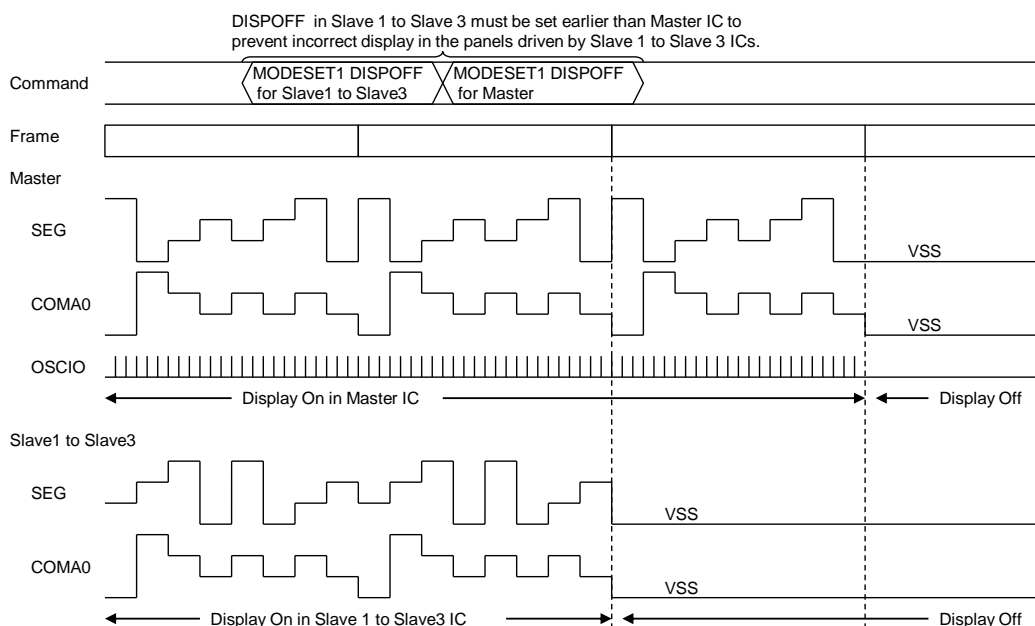 DISPOFF in Slave 1 to Slave 3 must be set earlier than Master IC to
prevent incorrect display in the panels driven by Slave 1 to Slave 3 ICs.
Command
MODESET1 DISPOFF
for Slave1 to Slave3
MODESET1 DISPOFF
for Master
Frame
Master
SEG
VSS
COMA0
VSS
OSCIO
Display On in Master IC
Display Off
Slave1 to Slave3
SEG
VSS
COMA0
VSS
Display On in Slave 1 to Slave3 IC
Display Off